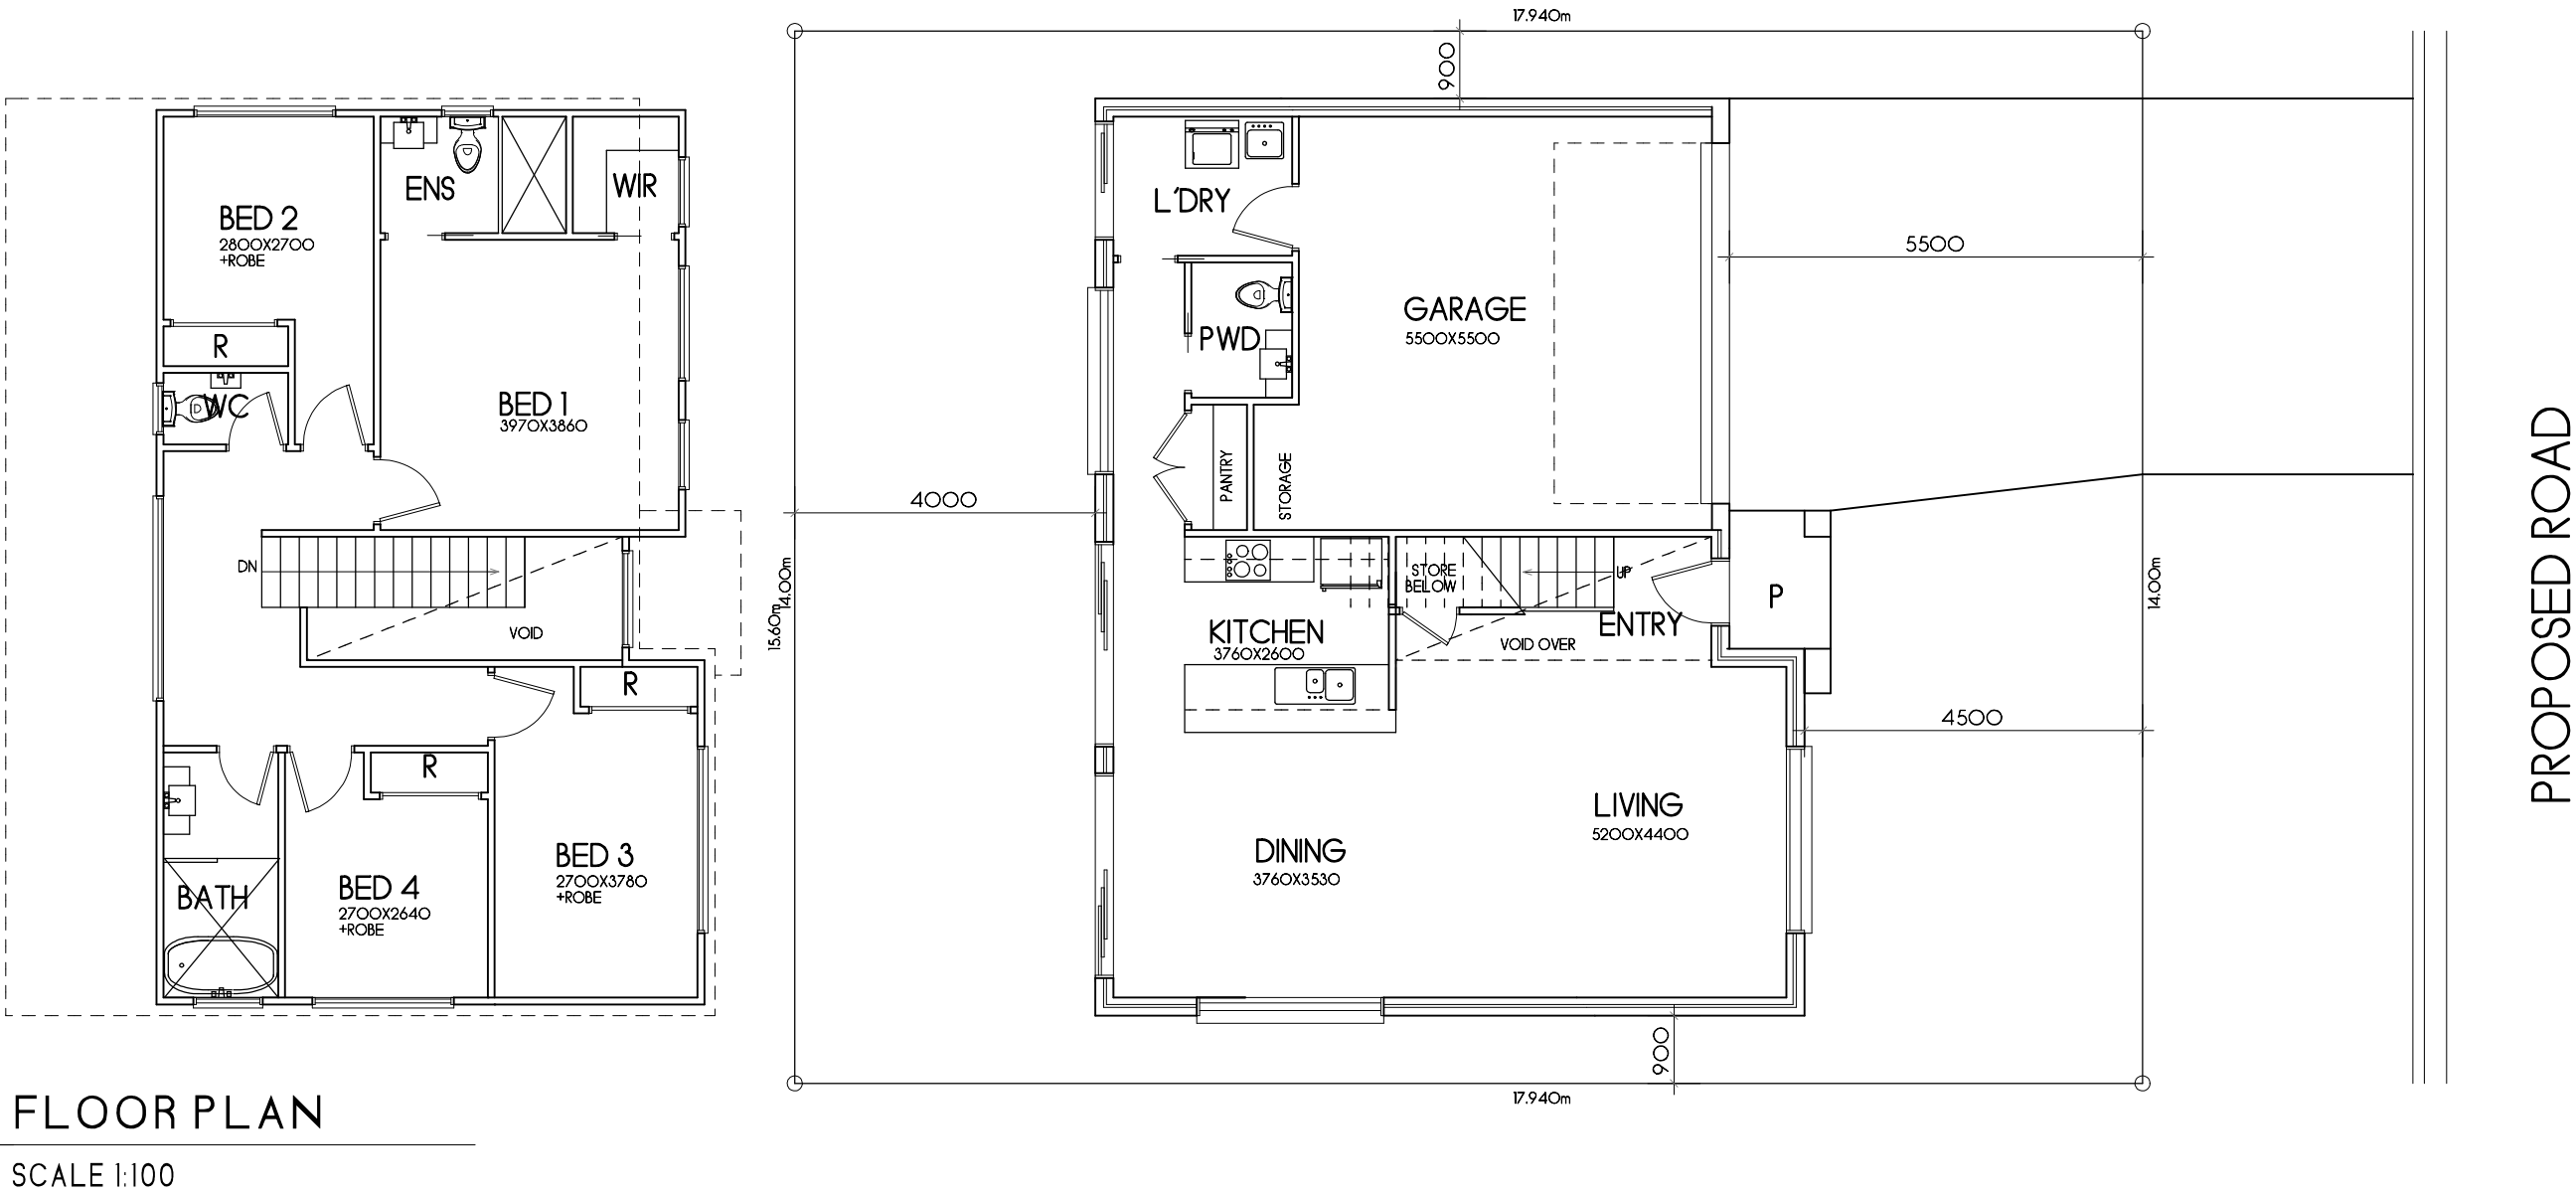 17.940m
900
ENS
WIR
BED 2
2800X2700
+ROBE
R
WC
BED 1
3970X3860
DN
VOID
R
R
BATH
BED 4
2700X2640
+ROBE
BED 3
2700X3780
+ROBE
L'DRY
PWD
GARAGE
5500X5500
5500
PANTRY
STORAGE
4000
15.60m
14.00m
STORE
BELOW
UP
ENTRY
P
KITCHEN
3760X2600
VOID OVER
14.00m
4500
LIVING
5200X4400
DINING
3760X3530
900
17.940m
PROPOSED ROAD
FLOOR PLAN
SCALE 1:100